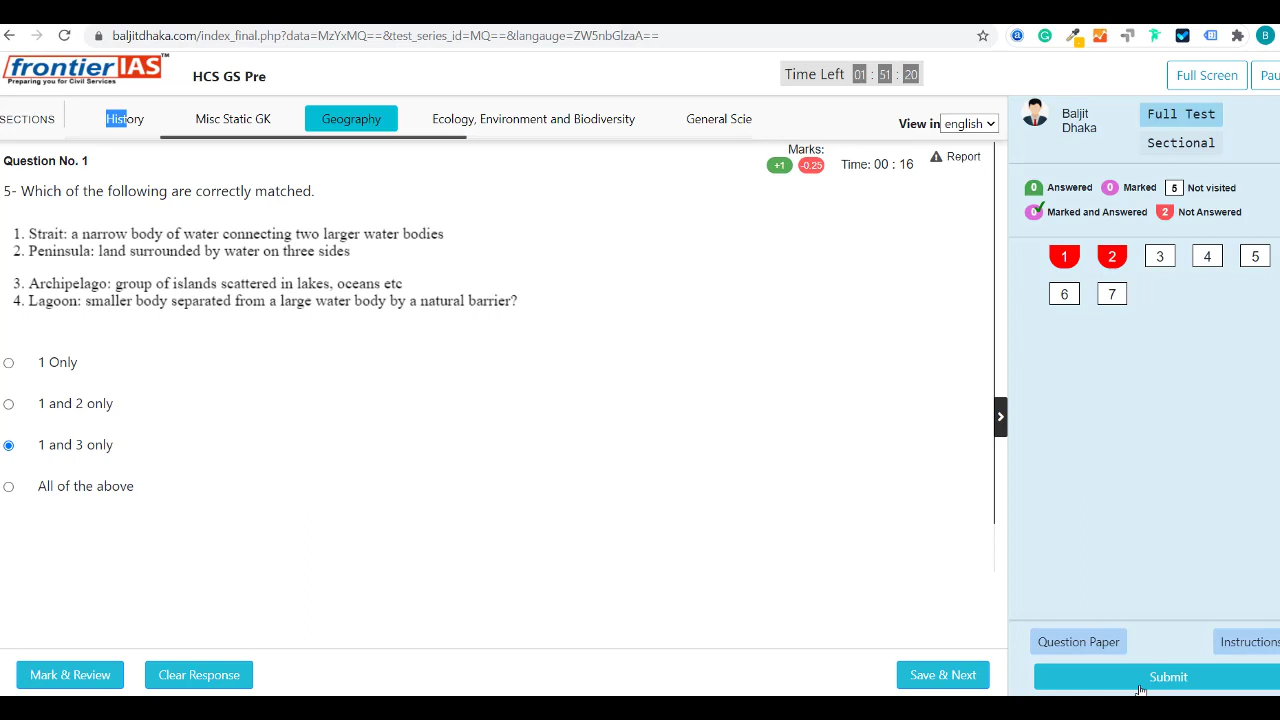 baljitdhaka.com/index_final.php?data=MzYxMQ==&test_series_id=MQ==&langauge=ZW5nbGlzaA==
B
frontier IAS TM
Preparing you for Civil Services
HCS GS Pre
Time Left 01 : 51 : 20
Full Screen
Pau
SECTIONS
History
Misc Static GK
Geography
Ecology, Environment and Biodiversity
General Scie
View in english
Baljit Dhaka
Full Test
Sectional
Question No. 1
Marks:
+1 -0.25
Time: 00 : 16
Report
5- Which of the following are correctly matched.
1. Strait: a narrow body of water connecting two larger water bodies
2. Peninsula: land surrounded by water on three sides
3. Archipelago: group of islands scattered in lakes, oceans etc
4. Lagoon: smaller body separated from a large water body by a natural barrier?
1 Only
1 and 2 only
1 and 3 only
All of the above
0 Answered
0 Marked
5 Not visited
0 Marked and Answered
2 Not Answered
1 2 3 4 5
6 7
Question Paper
Instructions
Mark & Review
Clear Response
Save & Next
Submit